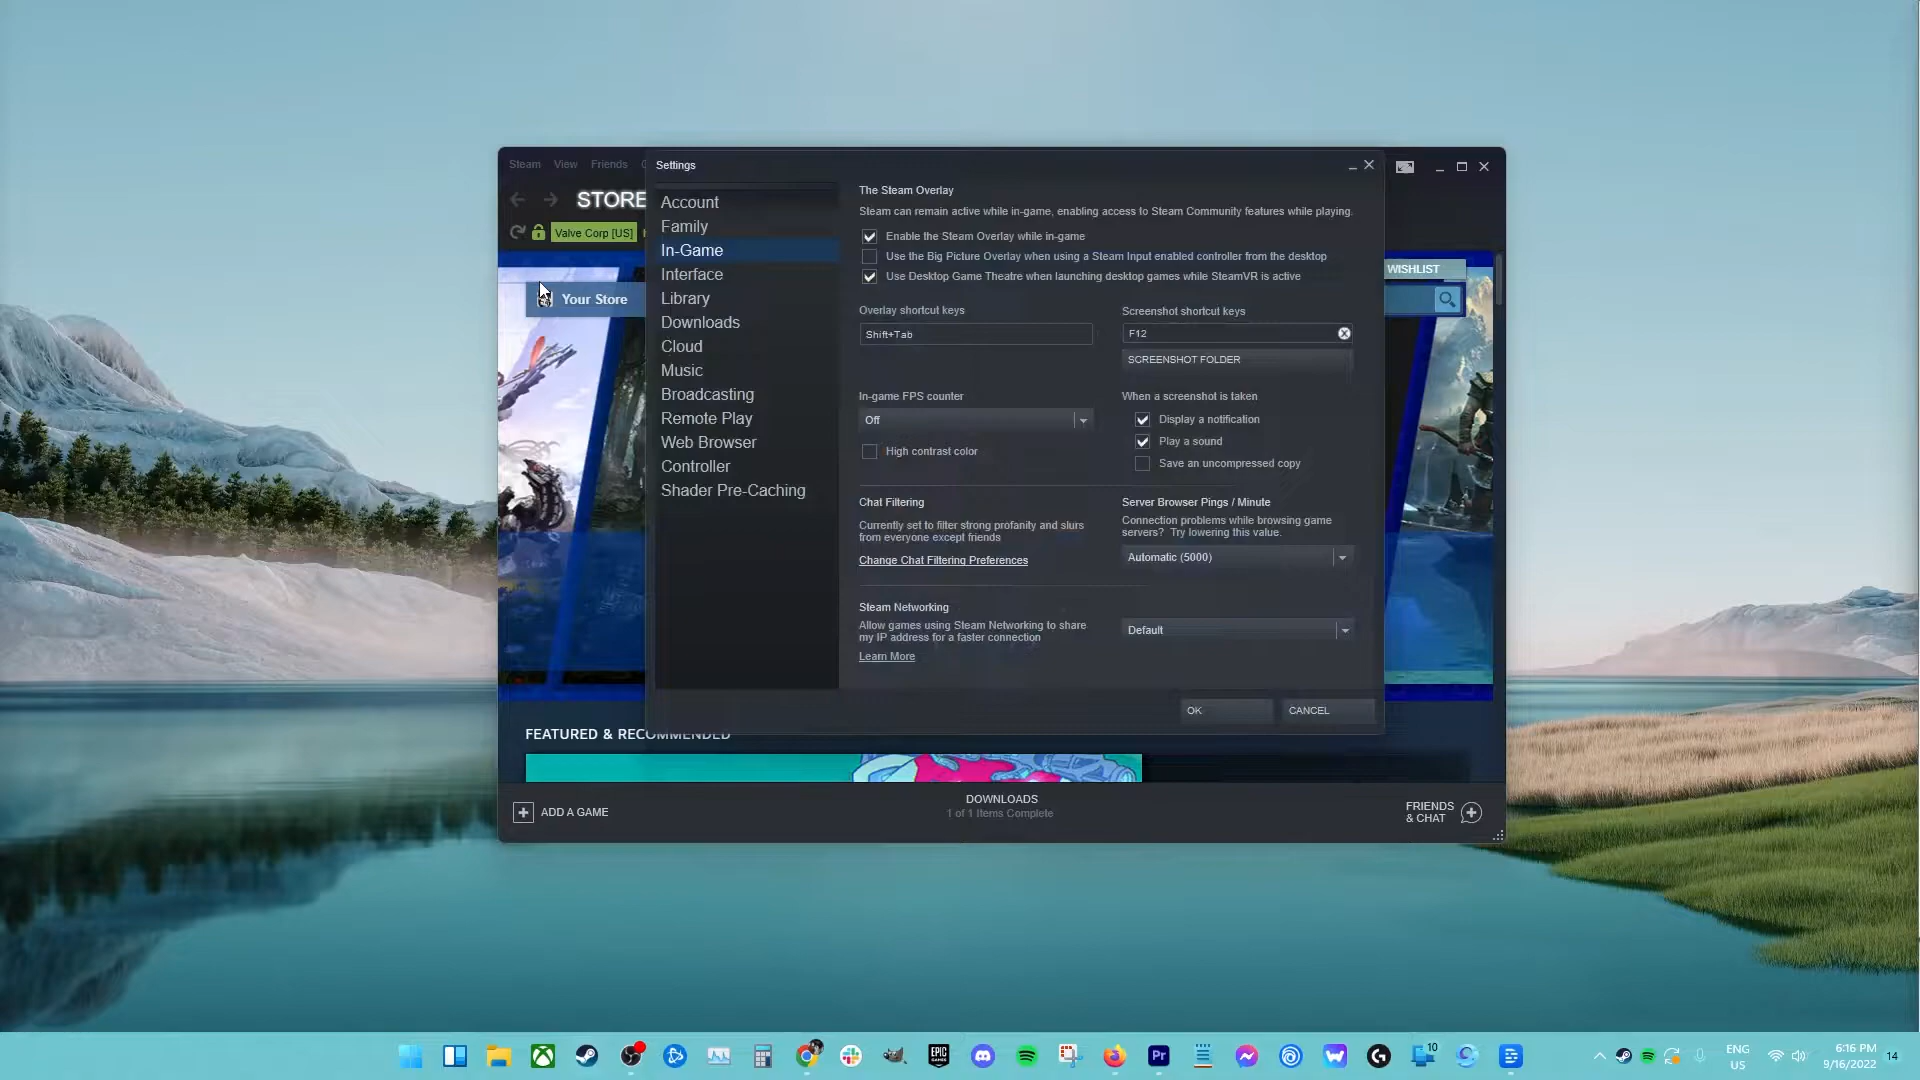 Steam View Friends
Settings
STORE
Valve Corp [US]
WISHLIST
Your Store
Account
Family
In-Game
Interface
Library
Downloads
Cloud
Music
Broadcasting
Remote Play
Web Browser
Controller
Shader Pre-Caching
The Steam Overlay
Steam can remain active while in-game, enabling access to Steam Community features while playing.
Enable the Steam Overlay while in-game
Use the Big Picture Overlay when using a Steam Input enabled controller from the desktop
Use Desktop Game Theatre when launching desktop games while SteamVR is active
Overlay shortcut keys
Shift+Tab
Screenshot shortcut keys
F12
SCREENSHOT FOLDER
In-game FPS counter
Off
High contrast color
When a screenshot is taken
Display a notification
Play a sound
Save an uncompressed copy
Chat Filtering
Currently set to filter strong profanity and slurs
from everyone except friends
Change Chat Filtering Preferences
Server Browser Pings / Minute
Connection problems while browsing game
servers? Try lowering this value.
Automatic (5000)
Steam Networking
Allow games using Steam Networking to share
my IP address for a faster connection
Learn More
Default
OK
CANCEL
FEATURED & RECOMMENDED
ADD A GAME
DOWNLOADS
1 of 1 Items Complete
FRIENDS
& CHAT
EPIC
GAMES
Pr
10
ENG
US
6:16 PM
9/16/2022
14